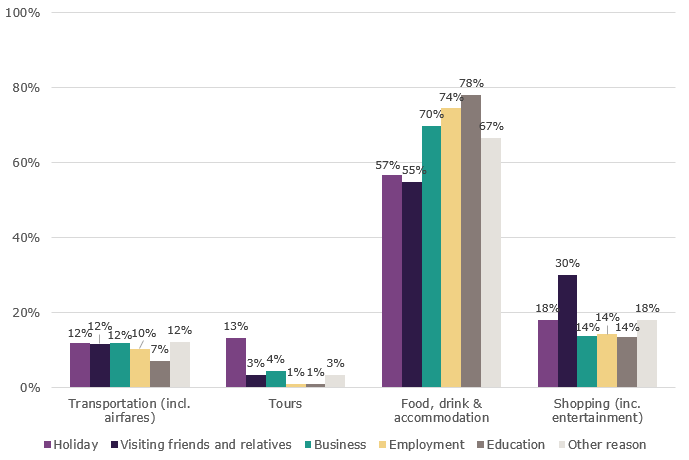 100%
80%
60%
40%
20%
0%
12% 12% 12% 10% 7% 12%
13% 3% 4% 1% 1% 3%
57% 55% 70% 74% 78% 67%
18% 30% 14% 14% 14% 18%
Transportation (incl.
airfares)
Tours
Food, drink &
accommodation
Shopping (inc.
entertainment)
Holiday Visiting friends and relatives Business Employment Education Other reason